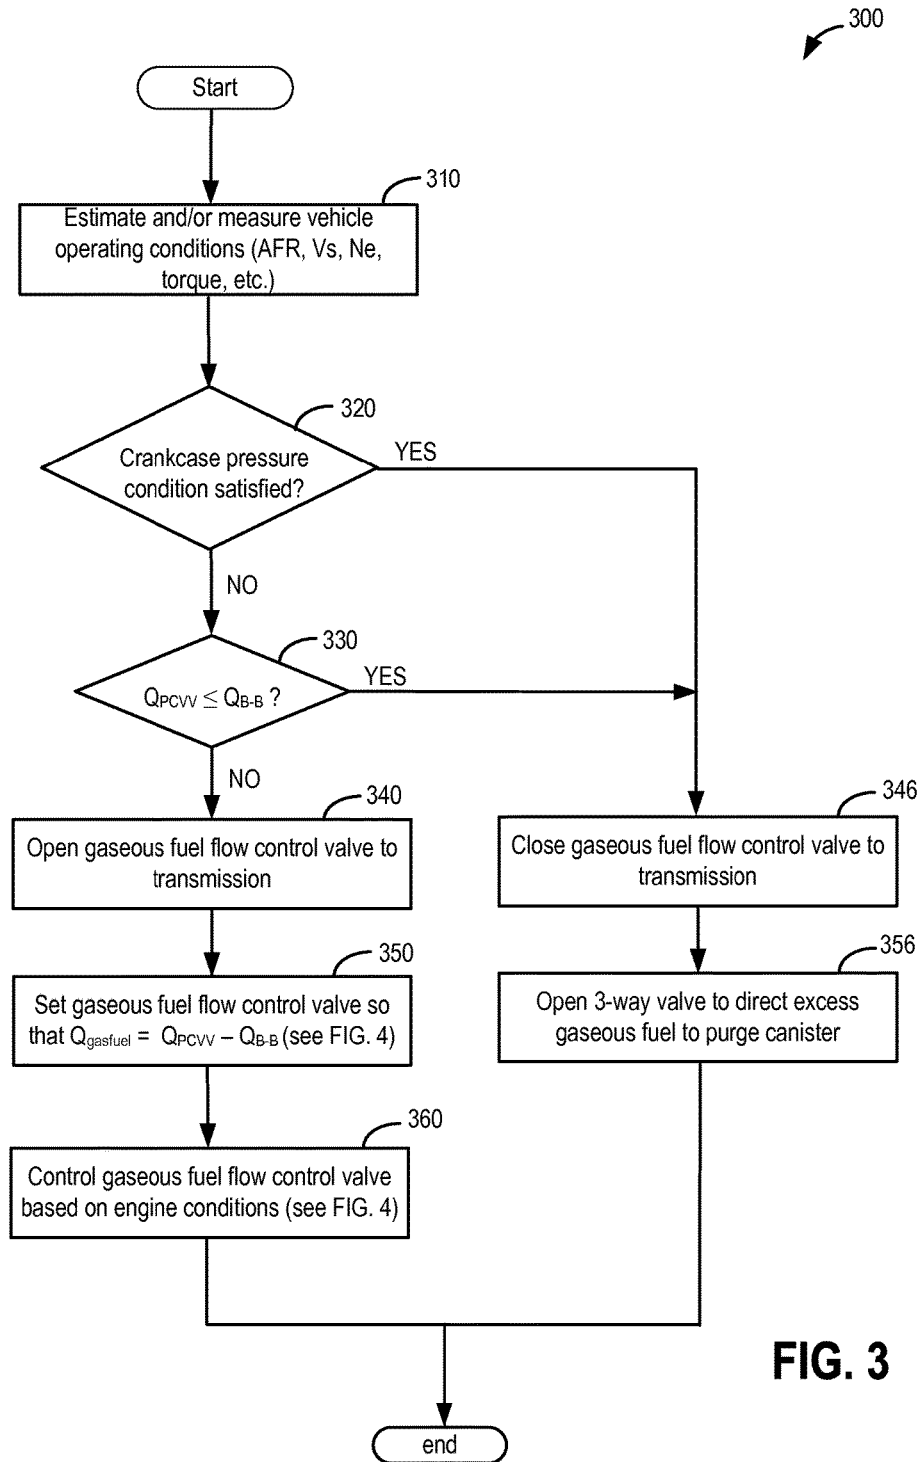 300
Start
310
Estimate and/or measure vehicle
operating conditions (AFR, Vs, Ne,
torque, etc.)
320
Crankcase pressure
condition satisfied?
YES
NO
330
QPCVV ≤ QB-B ?
YES
NO
340
Open gaseous fuel flow control valve to
transmission
346
Close gaseous fuel flow control valve to
transmission
350
Set gaseous fuel flow control valve so
that Qgasfuel = QPCVV – QB-B (see FIG. 4)
356
Open 3-way valve to direct excess
gaseous fuel to purge canister
360
Control gaseous fuel flow control valve
based on engine conditions (see FIG. 4)
FIG. 3
end